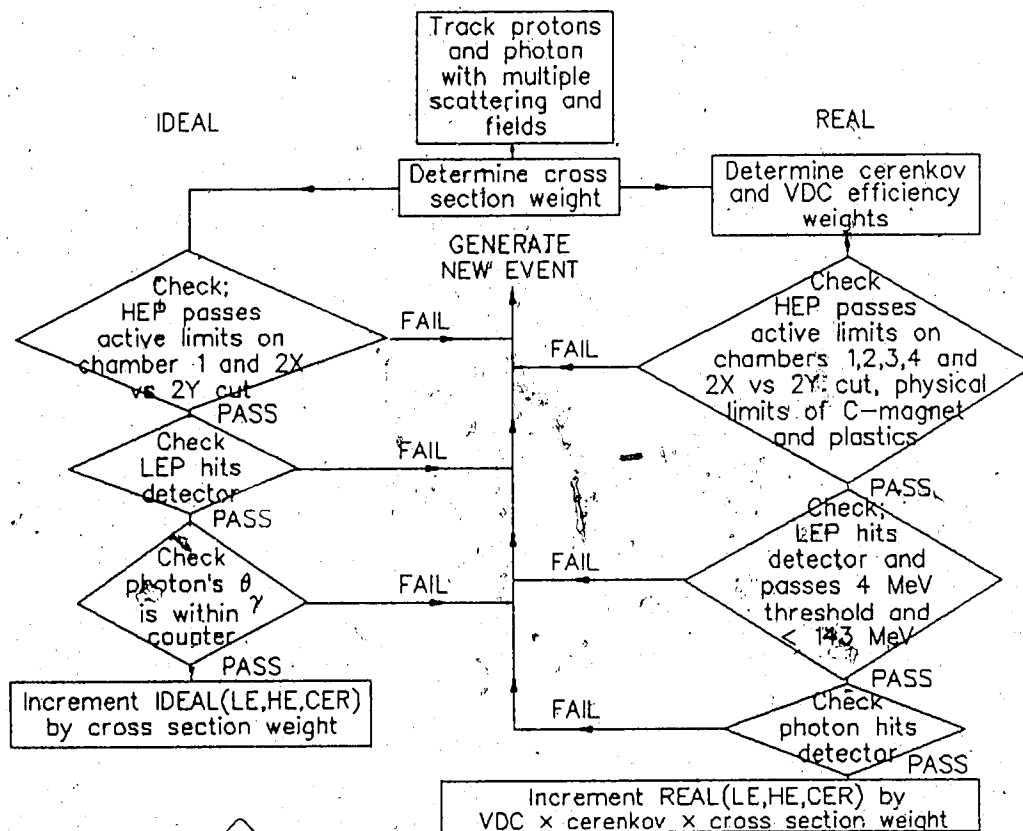 Track protons
and photon
with multiple
scattering and
fields
IDEAL
REAL
Determine cross
section weight
Determine cerenkov
and VDC efficiency
weights
GENERATE
NEW EVENT
Check;
HEP passes
active limits on
chamber 1 and 2X
vs 2Y cut
FAIL
PASS
Check
LEP hits
detector
FAIL
PASS
Check
photon's θγ
is within
counter
FAIL
PASS
Increment IDEAL(LE,HE,CER)
by cross section weight
Check
HEP passes
active limits on
chambers 1,2,3,4 and
2X vs 2Y cut, physical
limits of C-magnet
and plastics
FAIL
PASS
Check;
LEP hits
detector and
passes 4 MeV
threshold and
< 143 MeV
FAIL
PASS
Check
photon hits
detector
FAIL
PASS
Increment REAL(LE,HE,CER) by
VDC × cerenkov × cross section weight